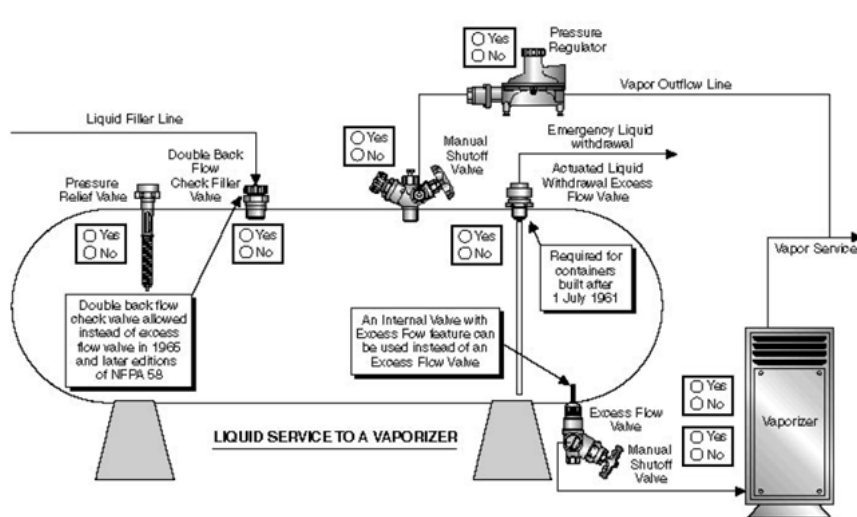 Yes
No
Pressure
Regulator
Vapor Outflow Line
Liquid Filler Line
Yes
No
Manual
Shutoff
Valve
Emergency Liquid
withdrawal
Double Back
Flow
Check Filler
Valve
Pressure
Relief Valve
Actuated Liquid
Withdrawal Excess
Flow Valve
Yes
No
Yes
No
Yes
No
Required for
containers
built after
1 July 1961
Vapor Service
Double back flow
check valve allowed
instead of excess
flow valve in 1965
and later editions
of NFPA 58
An Internal Valve with
Excess Fow feature can
be used instead of an
Excess Flow Valve
Yes
No
Excess Flow
Valve
Vaporizer
LIQUID SERVICE TO A VAPORIZER
Yes
No
Manual
Shutoff
Valve